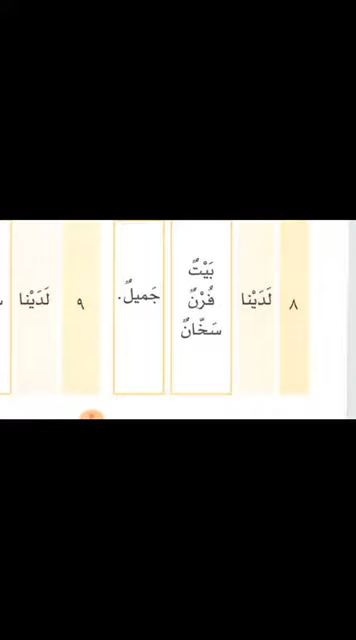 ٨
لَدَيْنا
بَيْتٌ
فُرْنٌ
سَخّانٌ
جَميلٌ.
٩
لَدَيْنا